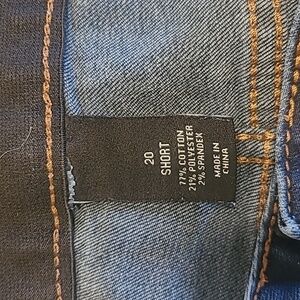 20
SHORT
77% COTTON
21% POLYESTER
2% SPANDEX
MADE IN
CHINA